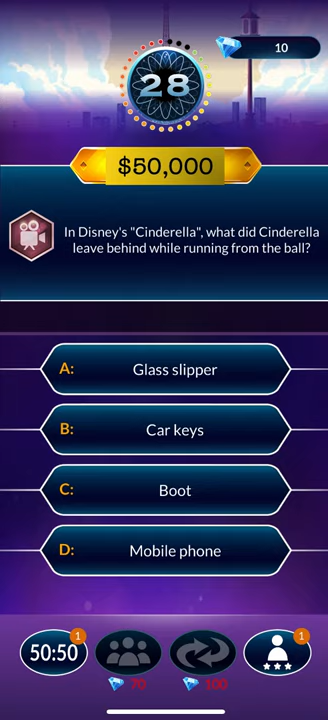 10
28
$50,000
In Disney's "Cinderella", what did Cinderella
leave behind while running from the ball?
A: Glass slipper
B: Car keys
C: Boot
D: Mobile phone
50:50 1
1
70
100